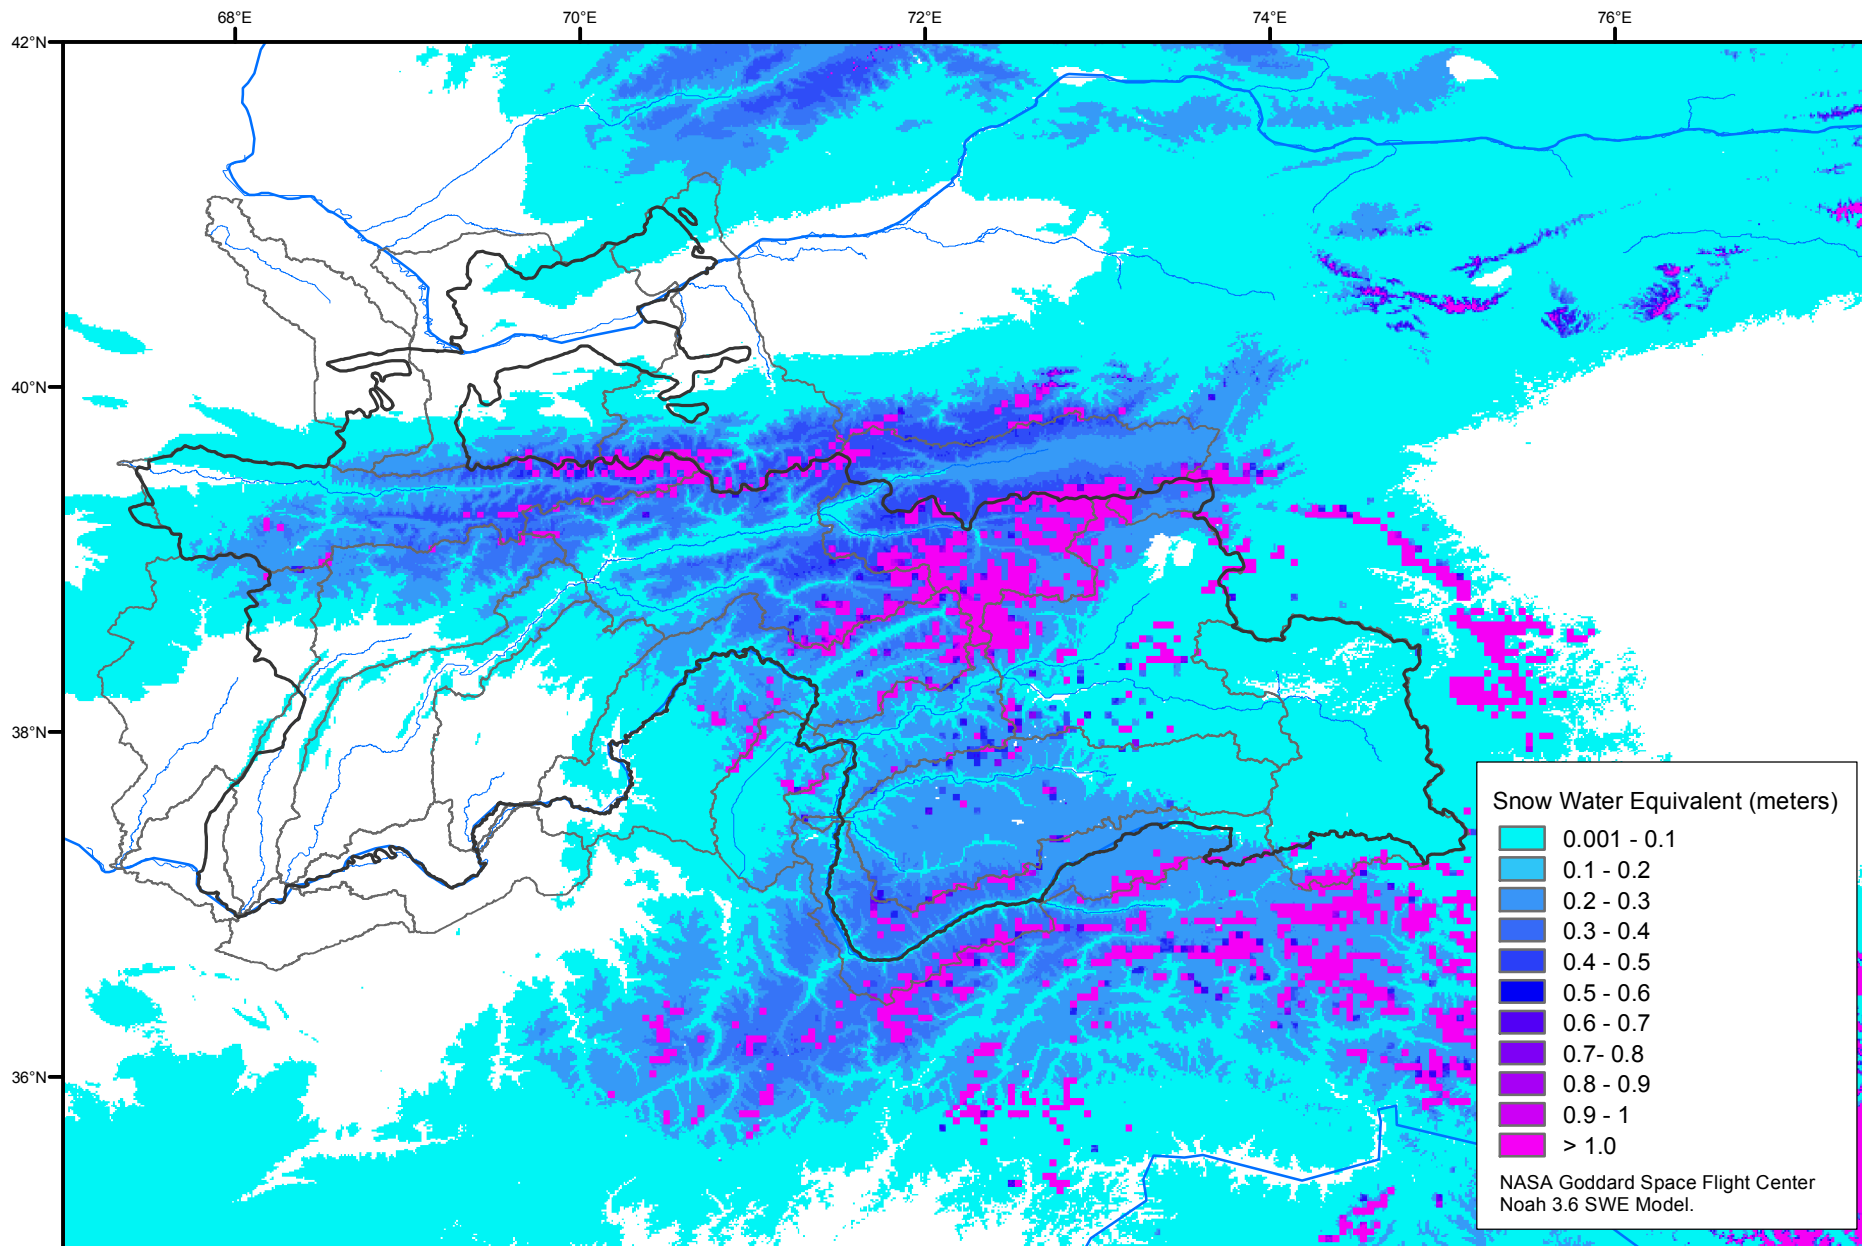 68°E 70°E 72°E 74°E 76°E
42°N
40°N
38°N
36°N
Snow Water Equivalent (meters)
0.001 - 0.1
0.1 - 0.2
0.2 - 0.3
0.3 - 0.4
0.4 - 0.5
0.5 - 0.6
0.6 - 0.7
0.7- 0.8
0.8 - 0.9
0.9 - 1
> 1.0
NASA Goddard Space Flight Center
Noah 3.6 SWE Model.